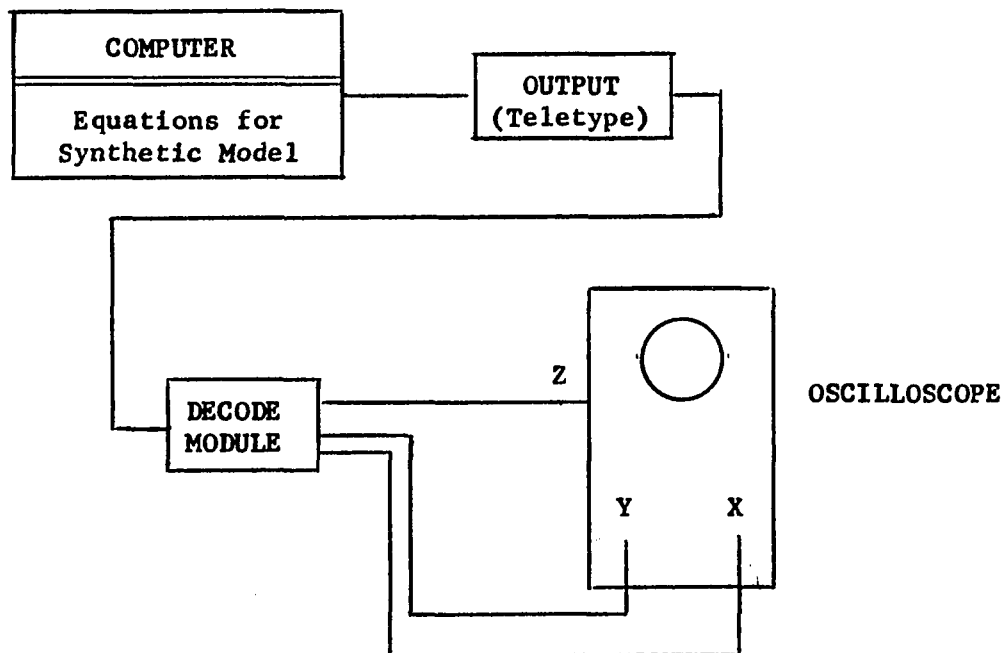 COMPUTER
Equations for
Synthetic Model
OUTPUT
(Teletype)
Z
OSCILLOSCOPE
DECODE
MODULE
Y X